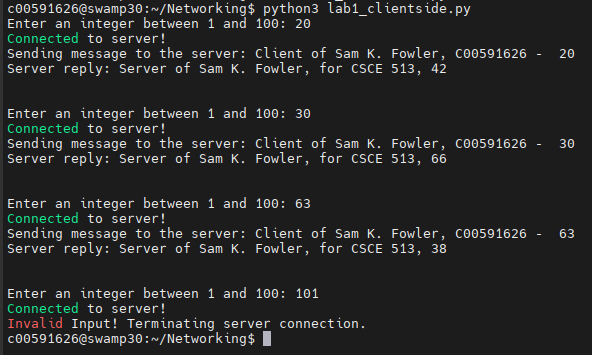 c00591626@swamp30:~/Networking$ python3 lab1_clientside.py
Enter an integer between 1 and 100: 20
Connected to server!
Sending message to the server: Client of Sam K. Fowler, C00591626 -  20
Server reply: Server of Sam K. Fowler, for CSCE 513, 42
Enter an integer between 1 and 100: 30
Connected to server!
Sending message to the server: Client of Sam K. Fowler, C00591626 -  30
Server reply: Server of Sam K. Fowler, for CSCE 513, 66
Enter an integer between 1 and 100: 63
Connected to server!
Sending message to the server: Client of Sam K. Fowler, C00591626 -  63
Server reply: Server of Sam K. Fowler, for CSCE 513, 38
Enter an integer between 1 and 100: 101
Connected to server!
Invalid Input! Terminating server connection.
c00591626@swamp30:~/Networking$